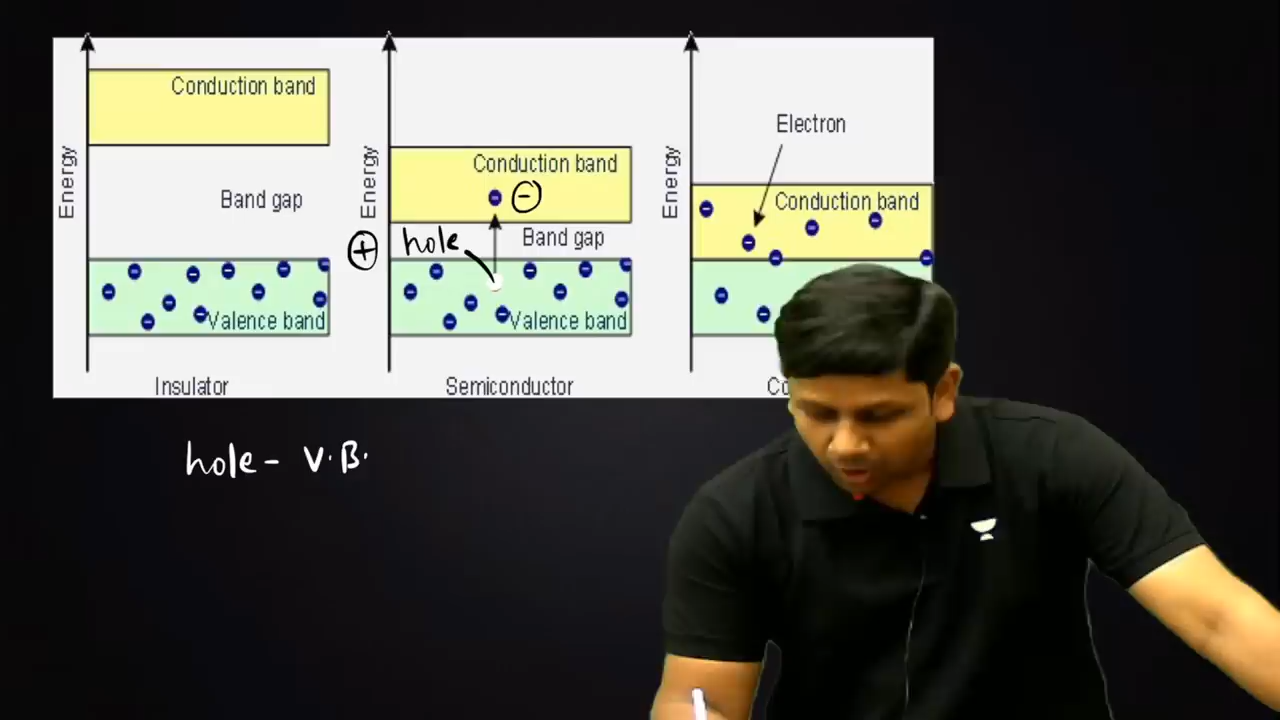 Conduction band
Energy
Band gap
Valence band
Insulator
Conduction band
⊖
Energy
⊕ hole
Band gap
Valence band
Semiconductor
Electron
Conduction band
Energy
hole - V.B.